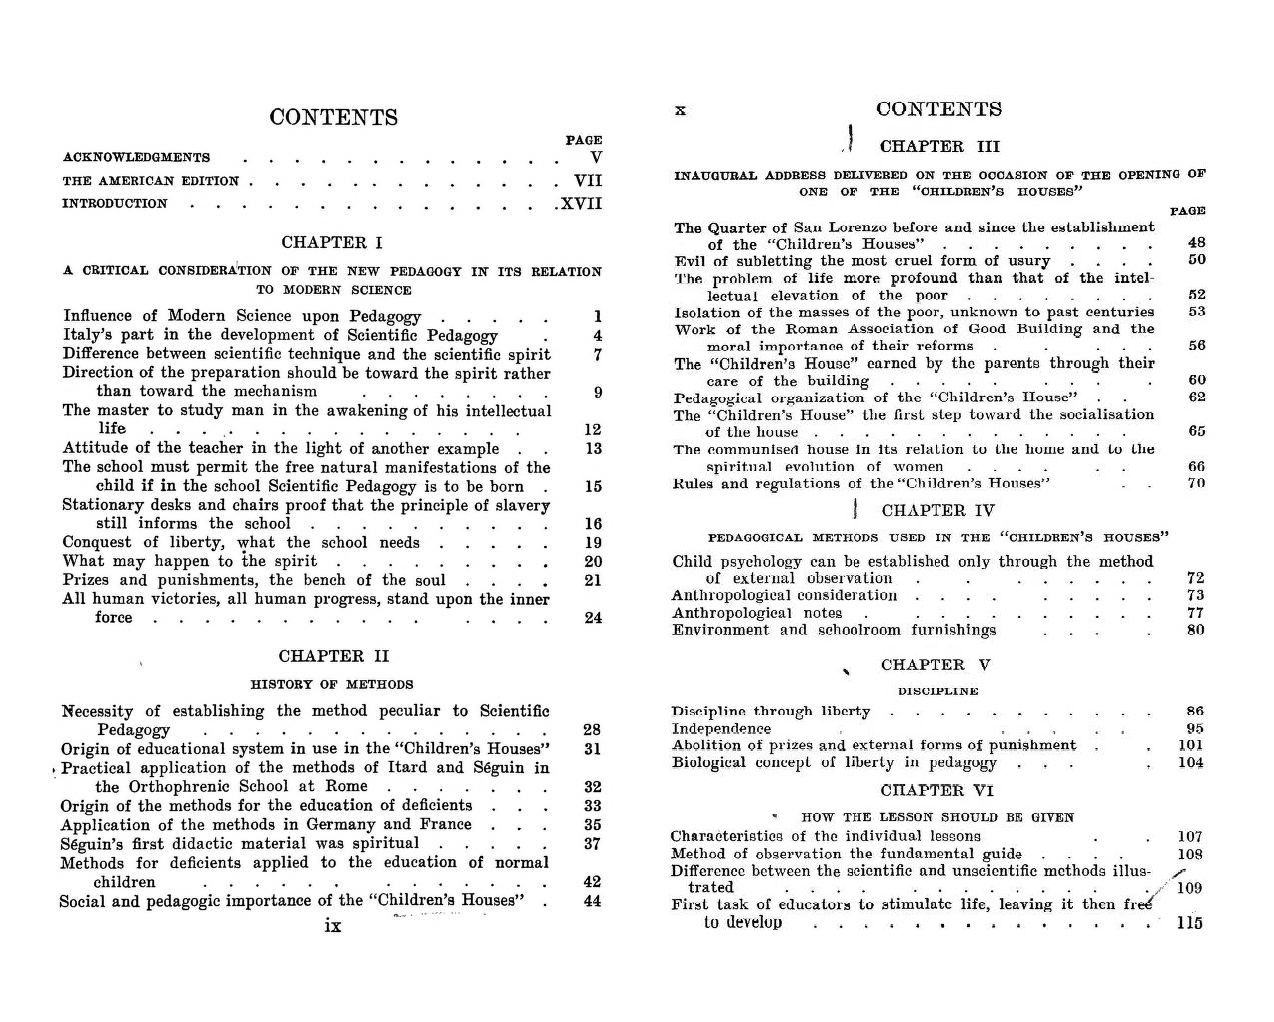 CONTENTS
PAGE
ACKNOWLEDGMENTS . . . . . . . . . . . . . V
THE AMERICAN EDITION . . . . . . . . . . . . . VII
INTRODUCTION . . . . . . . . . . . . . . . XVII
CHAPTER I
A CRITICAL CONSIDERATION OF THE NEW PEDAGOGY IN ITS RELATION
TO MODERN SCIENCE
Influence of Modern Science upon Pedagogy . . . . . 1
Italy's part in the development of Scientific Pedagogy . 4
Difference between scientific technique and the scientific spirit 7
Direction of the preparation should be toward the spirit rather
than toward the mechanism . . . . . . . . 9
The master to study man in the awakening of his intellectual
life . . . . . . . . . . . . . . . 12
Attitude of the teacher in the light of another example . . 13
The school must permit the free natural manifestations of the
child if in the school Scientific Pedagogy is to be born . 15
Stationary desks and chairs proof that the principle of slavery
still informs the school . . . . . . . . . . 16
Conquest of liberty, what the school needs . . . . . 19
What may happen to the spirit . . . . . . . . . 20
Prizes and punishments, the bench of the soul . . . . 21
All human victories, all human progress, stand upon the inner
force . . . . . . . . . . . . . . . 24
CHAPTER II
HISTORY OF METHODS
Necessity of establishing the method peculiar to Scientific
Pedagogy . . . . . . . . . . . . . . 28
Origin of educational system in use in the "Children's Houses" 31
Practical application of the methods of Itard and Séguin in
the Orthophrenic School at Rome . . . . . . . 32
Origin of the methods for the education of deficients . . . 33
Application of the methods in Germany and France . . . 35
Séguin's first didactic material was spiritual . . . . . 37
Methods for deficients applied to the education of normal
children . . . . . . . . . . . . . . 42
Social and pedagogic importance of the "Children's Houses" . 44
ix
x CONTENTS
CHAPTER III
INAUGURAL ADDRESS DELIVERED ON THE OCCASION OF THE OPENING OF
ONE OF THE "CHILDREN'S HOUSES"
PAGE
The Quarter of San Lorenzo before and since the establishment
of the "Children's Houses" . . . . . . . . . 48
Evil of subletting the most cruel form of usury . . . . 50
The problem of life more profound than that of the intel-
lectual elevation of the poor . . . . . . . . 52
Isolation of the masses of the poor, unknown to past centuries 53
Work of the Roman Association of Good Building and the
moral importance of their reforms . . . . . 56
The "Children's House" earned by the parents through their
care of the building . . . . . . . . . 60
Pedagogical organization of the "Children's House" . . 62
The "Children's House" the first step toward the socialisation
of the house . . . . . . . . . . . . . 65
The communised house in its relation to the home and to the
spiritual evolution of women . . . . . . 66
Rules and regulations of the "Children's Houses" . . 70
CHAPTER IV
PEDAGOGICAL METHODS USED IN THE "CHILDREN'S HOUSES"
Child psychology can be established only through the method
of external observation . . . . . . . . 72
Anthropological consideration . . . . . . . . . 73
Anthropological notes . . . . . . . . . . . 77
Environment and schoolroom furnishings . . . . 80
CHAPTER V
DISCIPLINE
Discipline through liberty . . . . . . . . . . . 86
Independence . . . . . . 95
Abolition of prizes and external forms of punishment . . 101
Biological concept of liberty in pedagogy . . . . 104
CHAPTER VI
HOW THE LESSON SHOULD BE GIVEN
Characteristics of the individual lessons . . 107
Method of observation the fundamental guide . . . . 108
Difference between the scientific and unscientific methods illus-
trated . . . . . . . . . . . . 109
First task of educators to stimulate life, leaving it then free
to develop . . . . . . . . . . . . . . 115